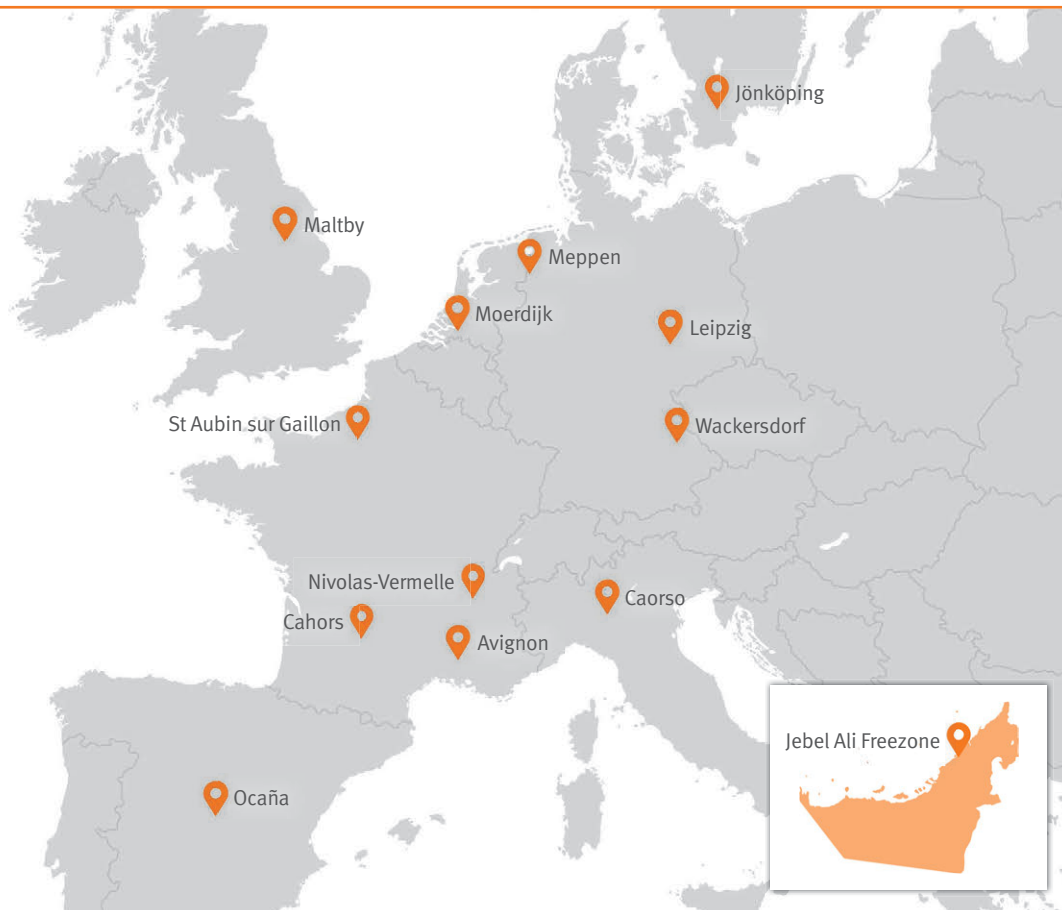 Jönköping
Maltby
Meppen
Moerdijk
Leipzig
St Aubin sur Gaillon
Wackersdorf
Nivolas-Vermelle
Caorso
Cahors
Avignon
Jebel Ali Freezone
Ocaña